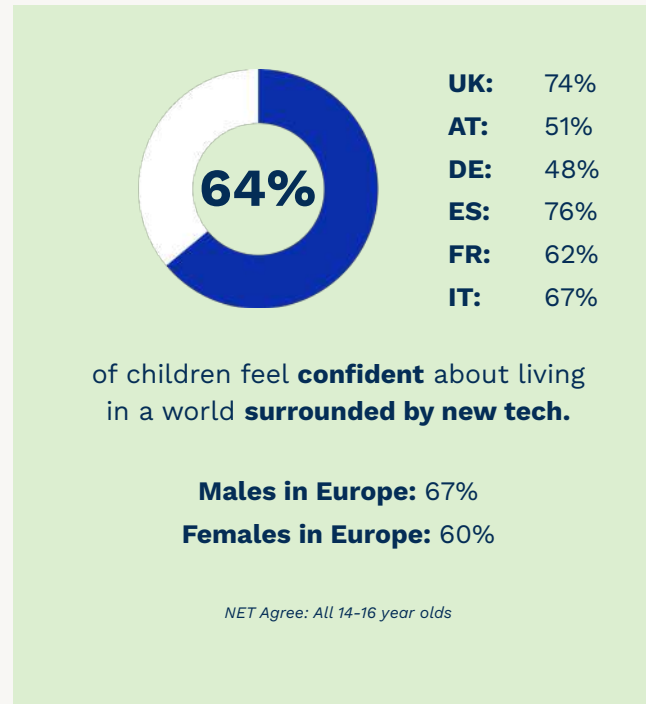 64%
UK: 74%
AT: 51%
DE: 48%
ES: 76%
FR: 62%
IT: 67%
of children feel confident about living
in a world surrounded by new tech.
Males in Europe: 67%
Females in Europe: 60%
NET Agree: All 14-16 year olds